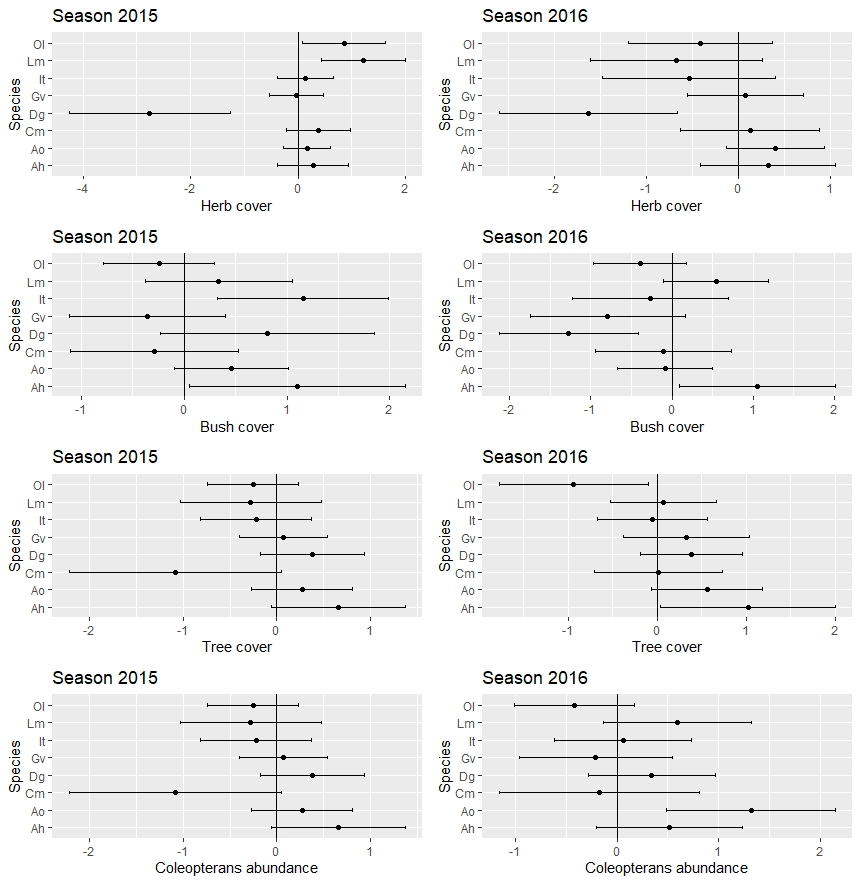 Season 2015
Species
Ol
Lm
It
Gv
Dg
Cm
Ao
Ah
-4 -2 0 2
Herb cover
Season 2016
Species
Ol
Lm
It
Gv
Dg
Cm
Ao
Ah
-2 -1 0 1
Herb cover
Season 2015
Species
Ol
Lm
It
Gv
Dg
Cm
Ao
Ah
-1 0 1 2
Bush cover
Season 2016
Species
Ol
Lm
It
Gv
Dg
Cm
Ao
Ah
-2 -1 0 1 2
Bush cover
Season 2015
Species
Ol
Lm
It
Gv
Dg
Cm
Ao
Ah
-2 -1 0 1
Tree cover
Season 2016
Species
Ol
Lm
It
Gv
Dg
Cm
Ao
Ah
-1 0 1 2
Tree cover
Season 2015
Species
Ol
Lm
It
Gv
Dg
Cm
Ao
Ah
-2 -1 0 1
Coleopterans abundance
Season 2016
Species
Ol
Lm
It
Gv
Dg
Cm
Ao
Ah
-1 0 1 2
Coleopterans abundance